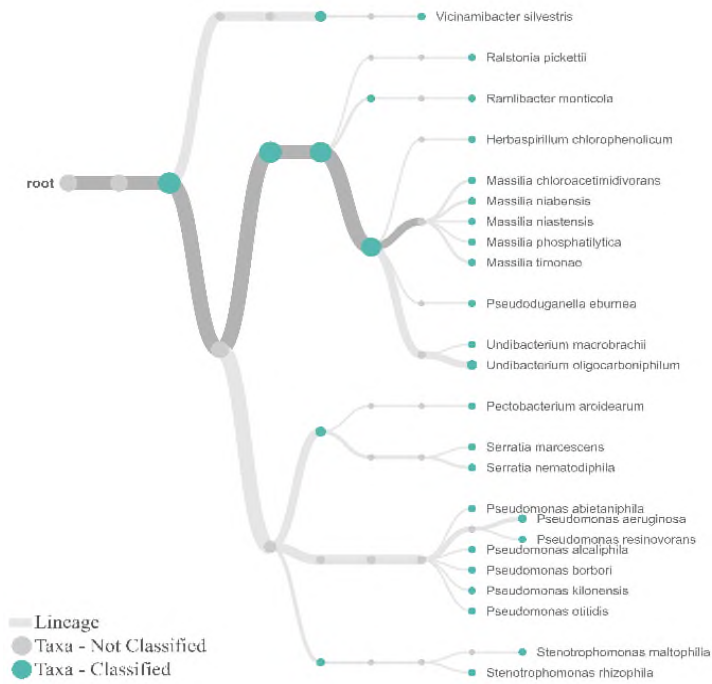 Vicinamibacter silvestris
Ralstonia pickettii
Ramlibacter monticola
Herbaspirillum chlorophenolicum
root
Massilia chloroacetimidivorans
Massilia niabensis
Massilia niastensis
Massilia phosphatilytica
Massilia timonae
Pseudoduganella eburnea
Undibacterium macrobrachii
Undibacterium oligocarboniphilum
Pectobacterium aroidearum
Serratia marcescens
Serratia nematodiphila
Pseudomonas abietaniphila
Pseudomonas aeruginosa
Pseudomonas resinovorans
Pseudomonas alcaliphila
Pseudomonas borbori
Pseudomonas kilonensis
Pseudomonas otitidis
Lineage
Taxa - Not Classified
Taxa - Classified
Stenotrophomonas maltophilia
Stenotrophomonas rhizophila